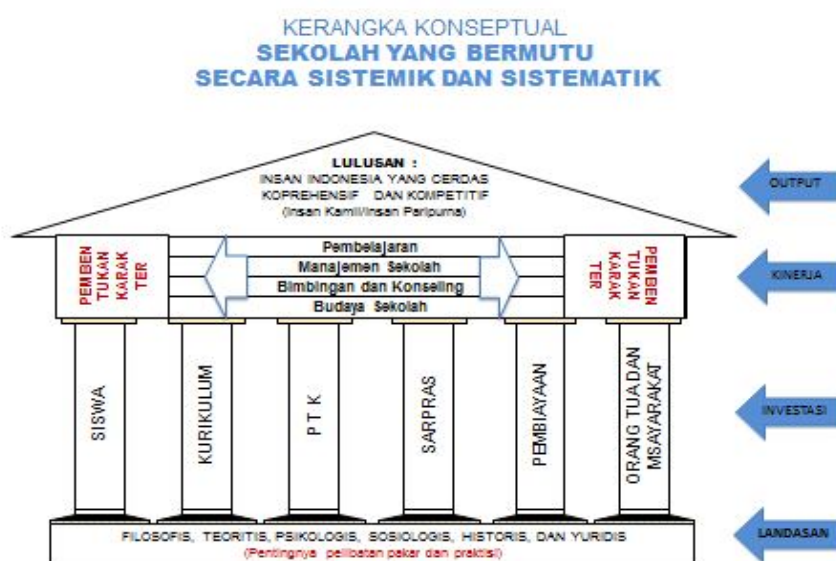 KERANGKA KONSEPTUAL
SEKOLAH YANG BERMUTU
SECARA SISTEMIK DAN SISTEMATIK
LULUSAN :
INSAN INDONESIA YANG CERDAS
KOPREHENSIF DAN KOMPETITIF
(Insan Kamil/Insan Paripurna)
OUTPUT
PEMBEN
TUKAN
KARAK
TER
Pembelajaran
Manajemen Sekolah
Bimbingan dan Konseling
Budaya Sekolah
PEMBEN
TUKAN
KARAK
TER
KINERJA
SISWA
KURIKULUM
P T K
SARPRAS
PEMBIAYAAN
ORANG TUA DAN
MSAYARAKAT
INVESTASI
FILOSOFIS, TEORITIS, PSIKOLOGIS, SOSIOLOGIS, HISTORIS, DAN YURIDIS
(Pentingnya pelibatan pakar dan praktisi)
LANDASAN